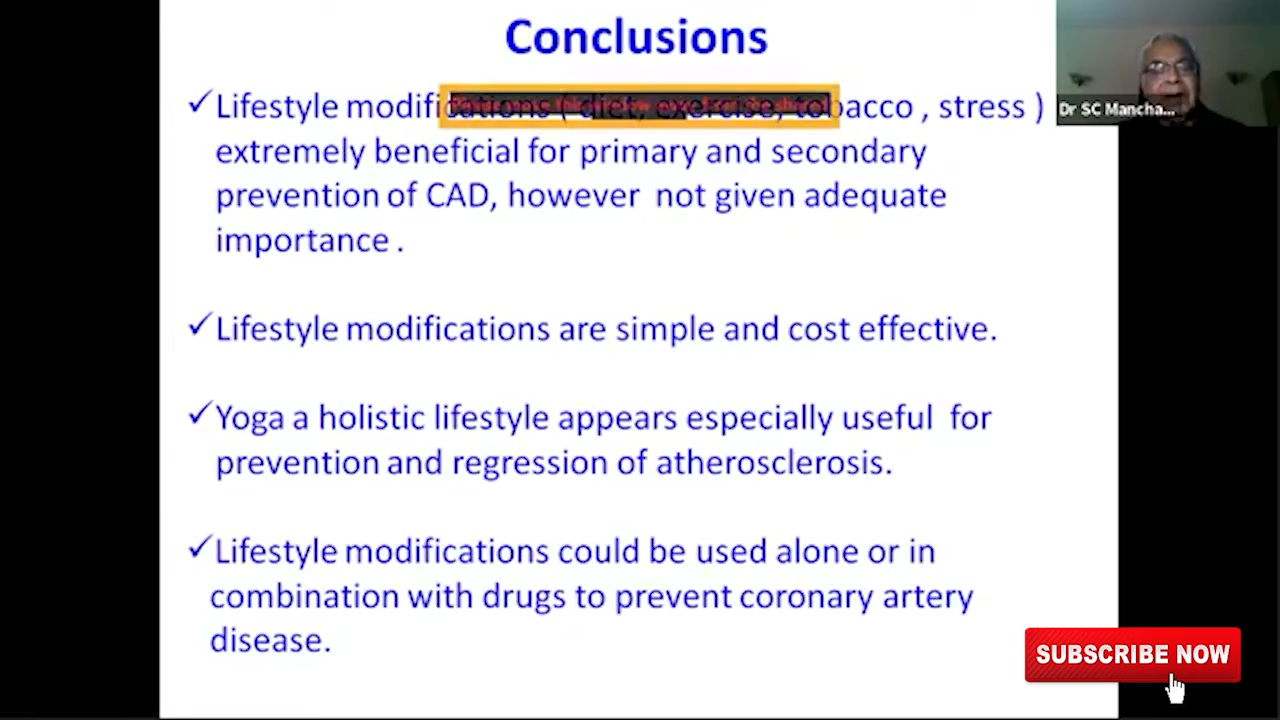 Conclusions
✓Lifestyle modifications ( diet, exercise, tobacco , stress )
extremely beneficial for primary and secondary
prevention of CAD, however not given adequate
importance .
✓Lifestyle modifications are simple and cost effective.
✓Yoga a holistic lifestyle appears especially useful for
prevention and regression of atherosclerosis.
✓Lifestyle modifications could be used alone or in
combination with drugs to prevent coronary artery
disease.
Dr SC Mancha...
SUBSCRIBE NOW